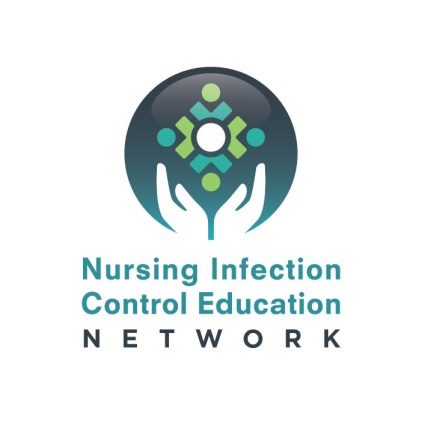 Nursing Infection
Control Education
NETWORK